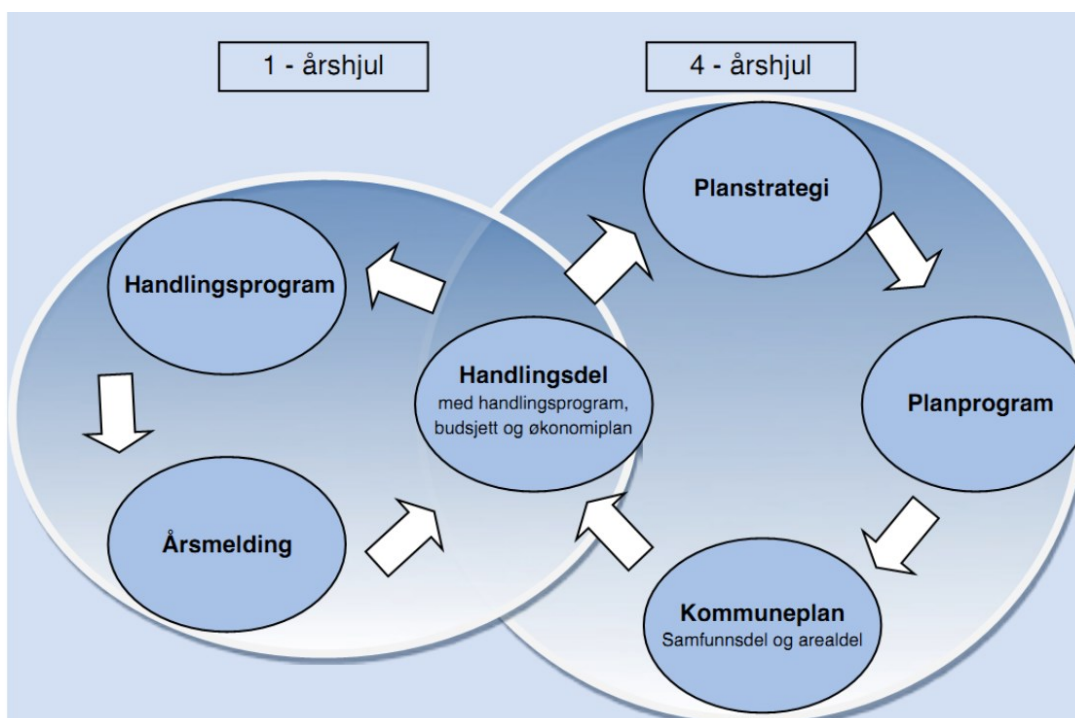 1 - årshjul
4 - årshjul
Planstrategi
Handlingsprogram
Handlingsdel
med handlingsprogram,
budsjett og økonomiplan
Planprogram
Årsmelding
Kommuneplan
Samfunnsdel og arealdel